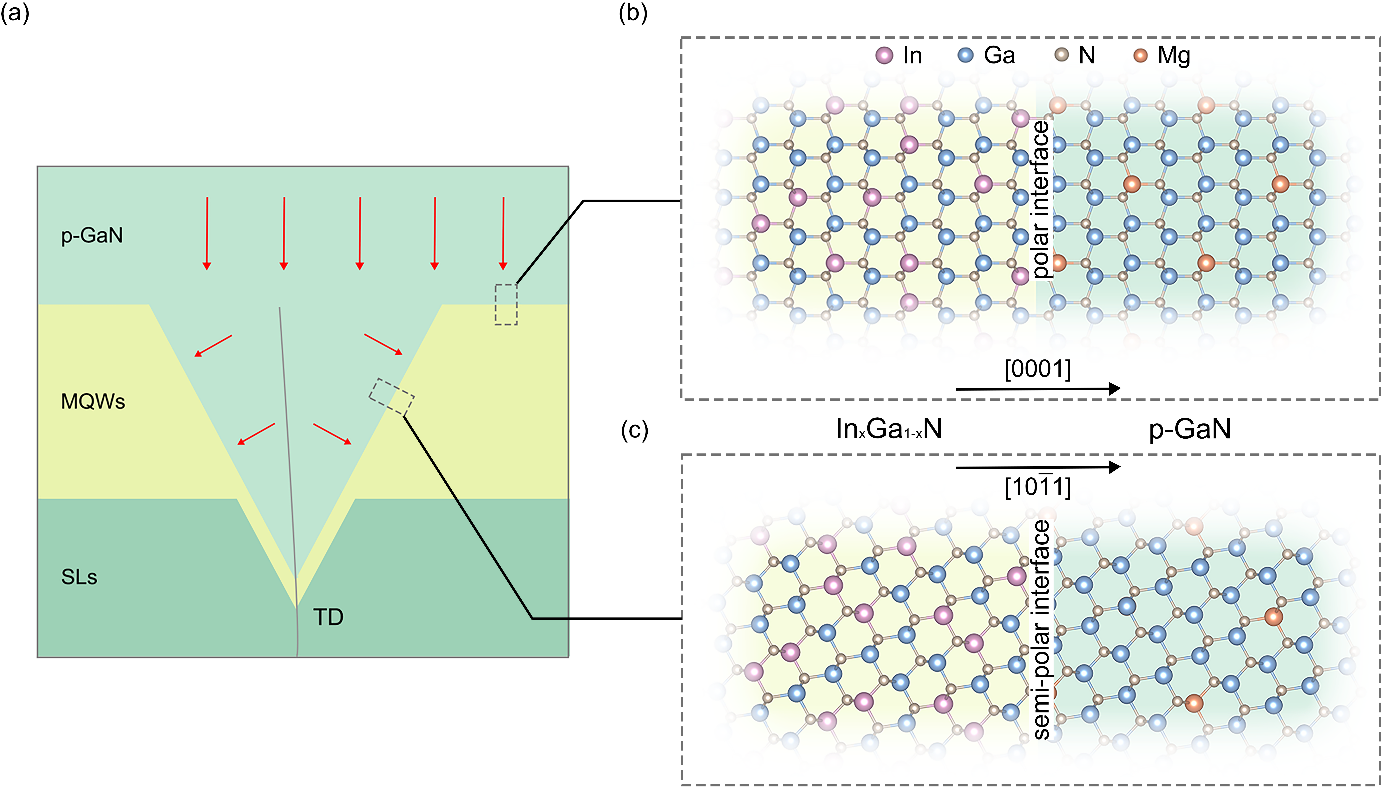 (a)
p-GaN
MQWs
SLs
TD
(b)
In Ga N Mg
polar interface
[0001]
InₓGa₁₋ₓN p-GaN
(c)
[101̅1]
semi-polar interface